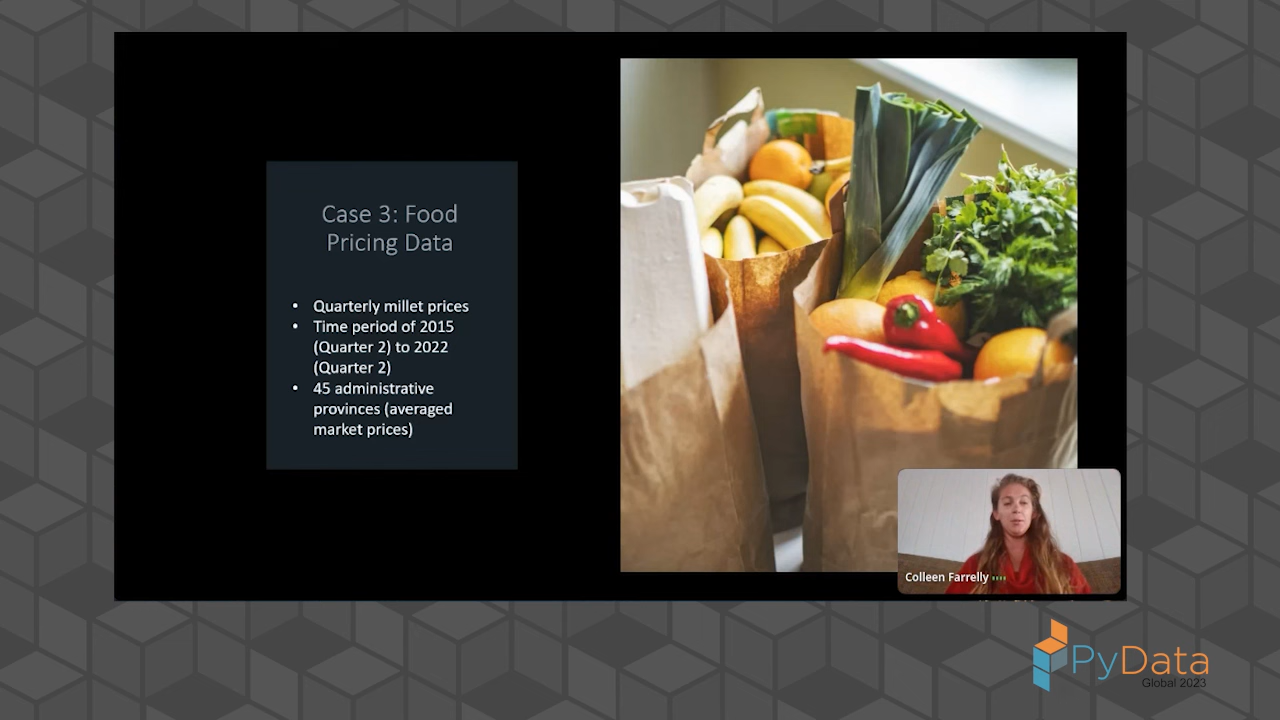 Case 3: Food
Pricing Data
• Quarterly millet prices
• Time period of 2015
(Quarter 2) to 2022
(Quarter 2)
• 45 administrative
provinces (averaged
market prices)
Colleen Farrelly
PyData
Global 2023